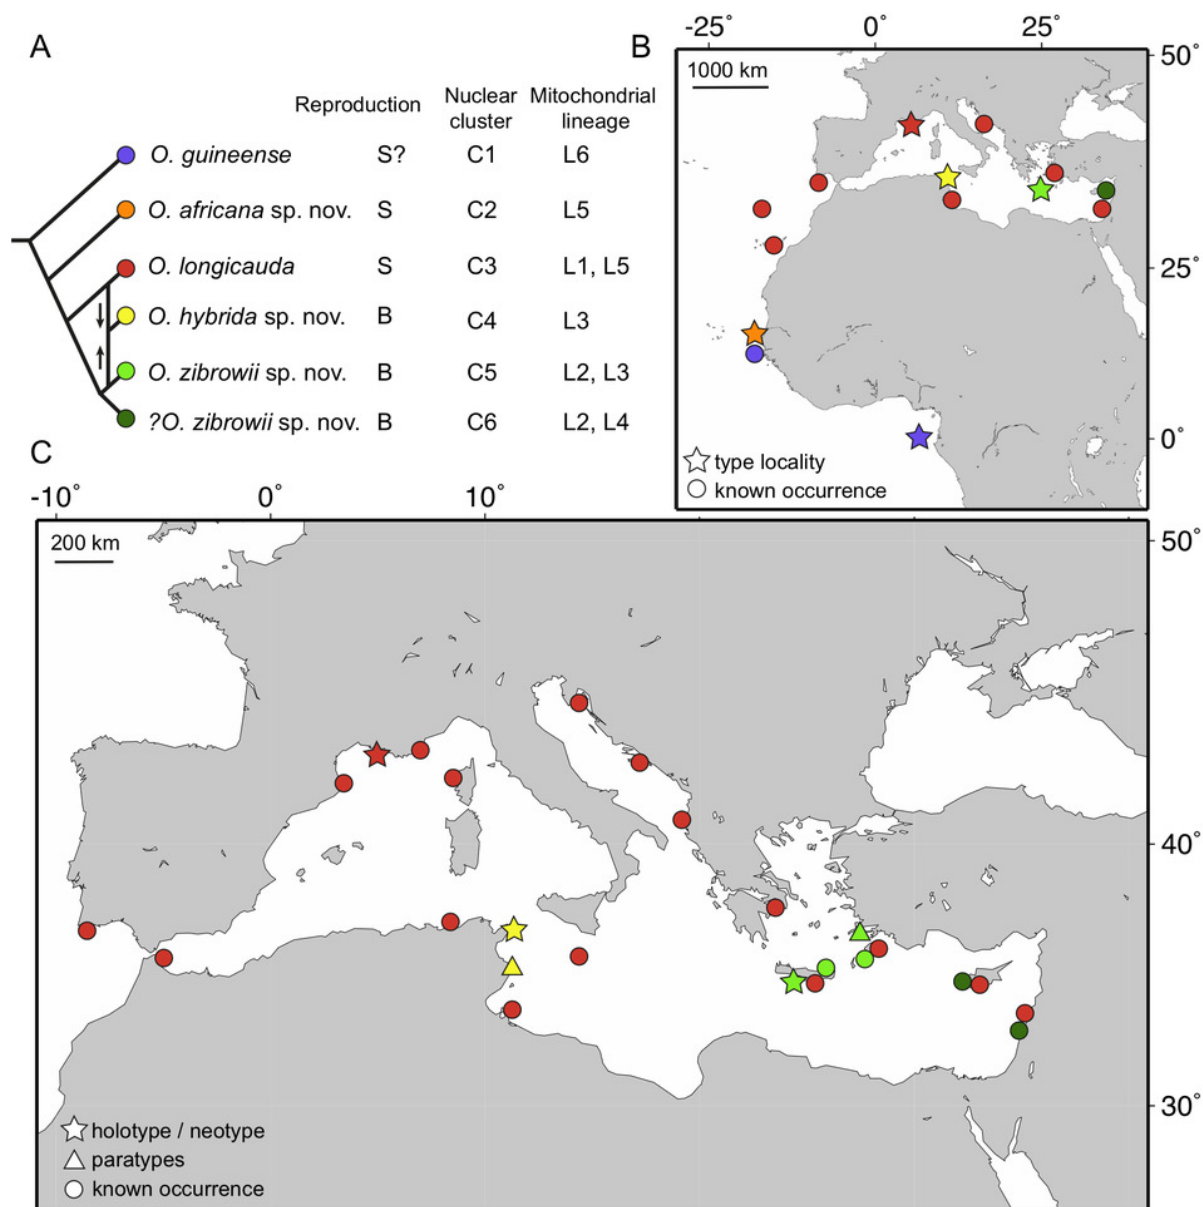 A
Reproduction Nuclear cluster Mitochondrial lineage
O. guineense S? C1 L6
O. africana sp. nov. S C2 L5
O. longicauda S C3 L1, L5
O. hybrida sp. nov. B C4 L3
O. zibrowii sp. nov. B C5 L2, L3
?O. zibrowii sp. nov. B C6 L2, L4
B
-25° 0° 25°
1000 km
50°
25°
0°
type locality
known occurrence
C
-10° 0° 10°
200 km
50°
40°
30°
holotype / neotype
paratypes
known occurrence